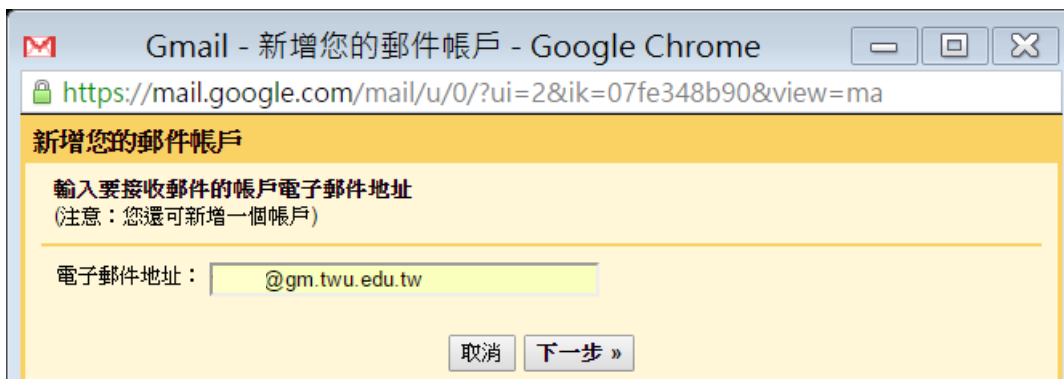 Gmail - 新增您的郵件帳戶 - Google Chrome
https://mail.google.com/mail/u/0/?ui=2&ik=07fe348b90&view=ma
新增您的郵件帳戶
輸入要接收郵件的帳戶電子郵件地址
(注意：您還可新增一個帳戶)
電子郵件地址： @gm.twu.edu.tw
取消 下一步 »